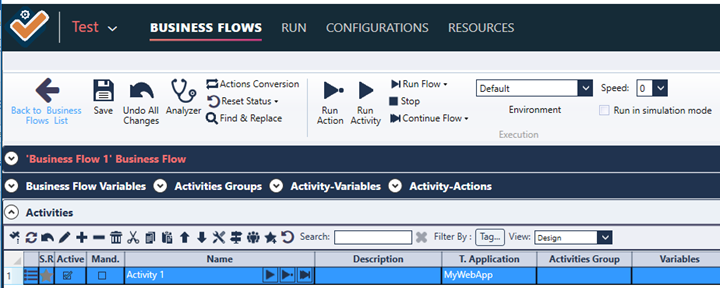 Test BUSINESS FLOWS RUN CONFIGURATIONS RESOURCES
Back to Business Flows List
Save
Undo All Changes
Analyzer
Actions Conversion
Reset Status
Find & Replace
Run Action
Run Activity
Run Flow
Stop
Continue Flow
Default
Environment
Speed: 0
Run in simulation mode
Execution
'Business Flow 1' Business Flow
Business Flow Variables Activities Groups Activity-Variables Activity-Actions
Activities
Search: Filter By : Tag... View: Design
S.R Active Mand. Name Description T. Application Activities Group Variables
1 Activity 1 MyWebApp